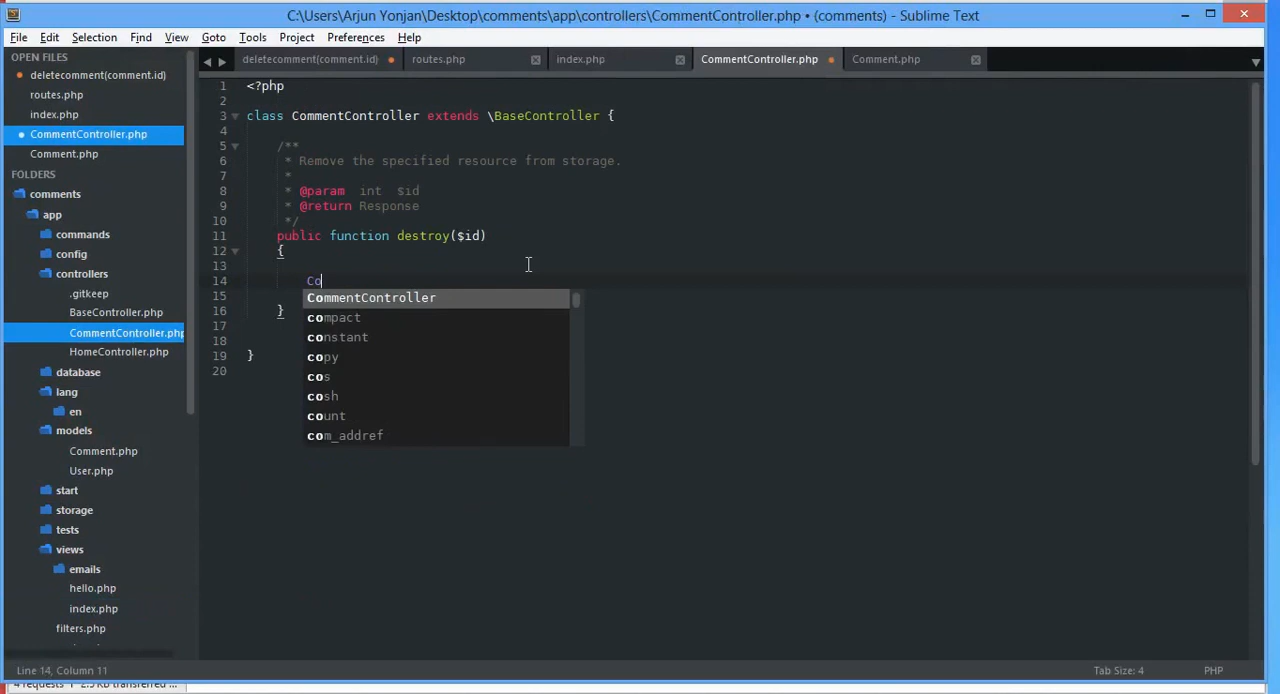 C:\Users\Arjun Yonjan\Desktop\comments\app\controllers\CommentController.php • (comments) - Sublime Text
File Edit Selection Find View Goto Tools Project Preferences Help
OPEN FILES
deletecomment(comment.id)
routes.php
index.php
CommentController.php
Comment.php
FOLDERS
comments
app
commands
config
controllers
.gitkeep
BaseController.php
CommentController.php
HomeController.php
database
lang
en
models
Comment.php
User.php
start
storage
tests
views
emails
hello.php
index.php
filters.php
deletecomment(comment.id) routes.php index.php CommentController.php Comment.php
1 <?php
2
3 class CommentController extends \BaseController {
4
5 /**
6 * Remove the specified resource from storage.
7 *
8 * @param int $id
9 * @return Response
10 */
11 public function destroy($id)
12 {
13
14 Co
15
16 }
17
18
19 }
20
CommentController
compact
constant
copy
cos
cosh
count
com_addref
Line 14, Column 11 Tab Size: 4 PHP